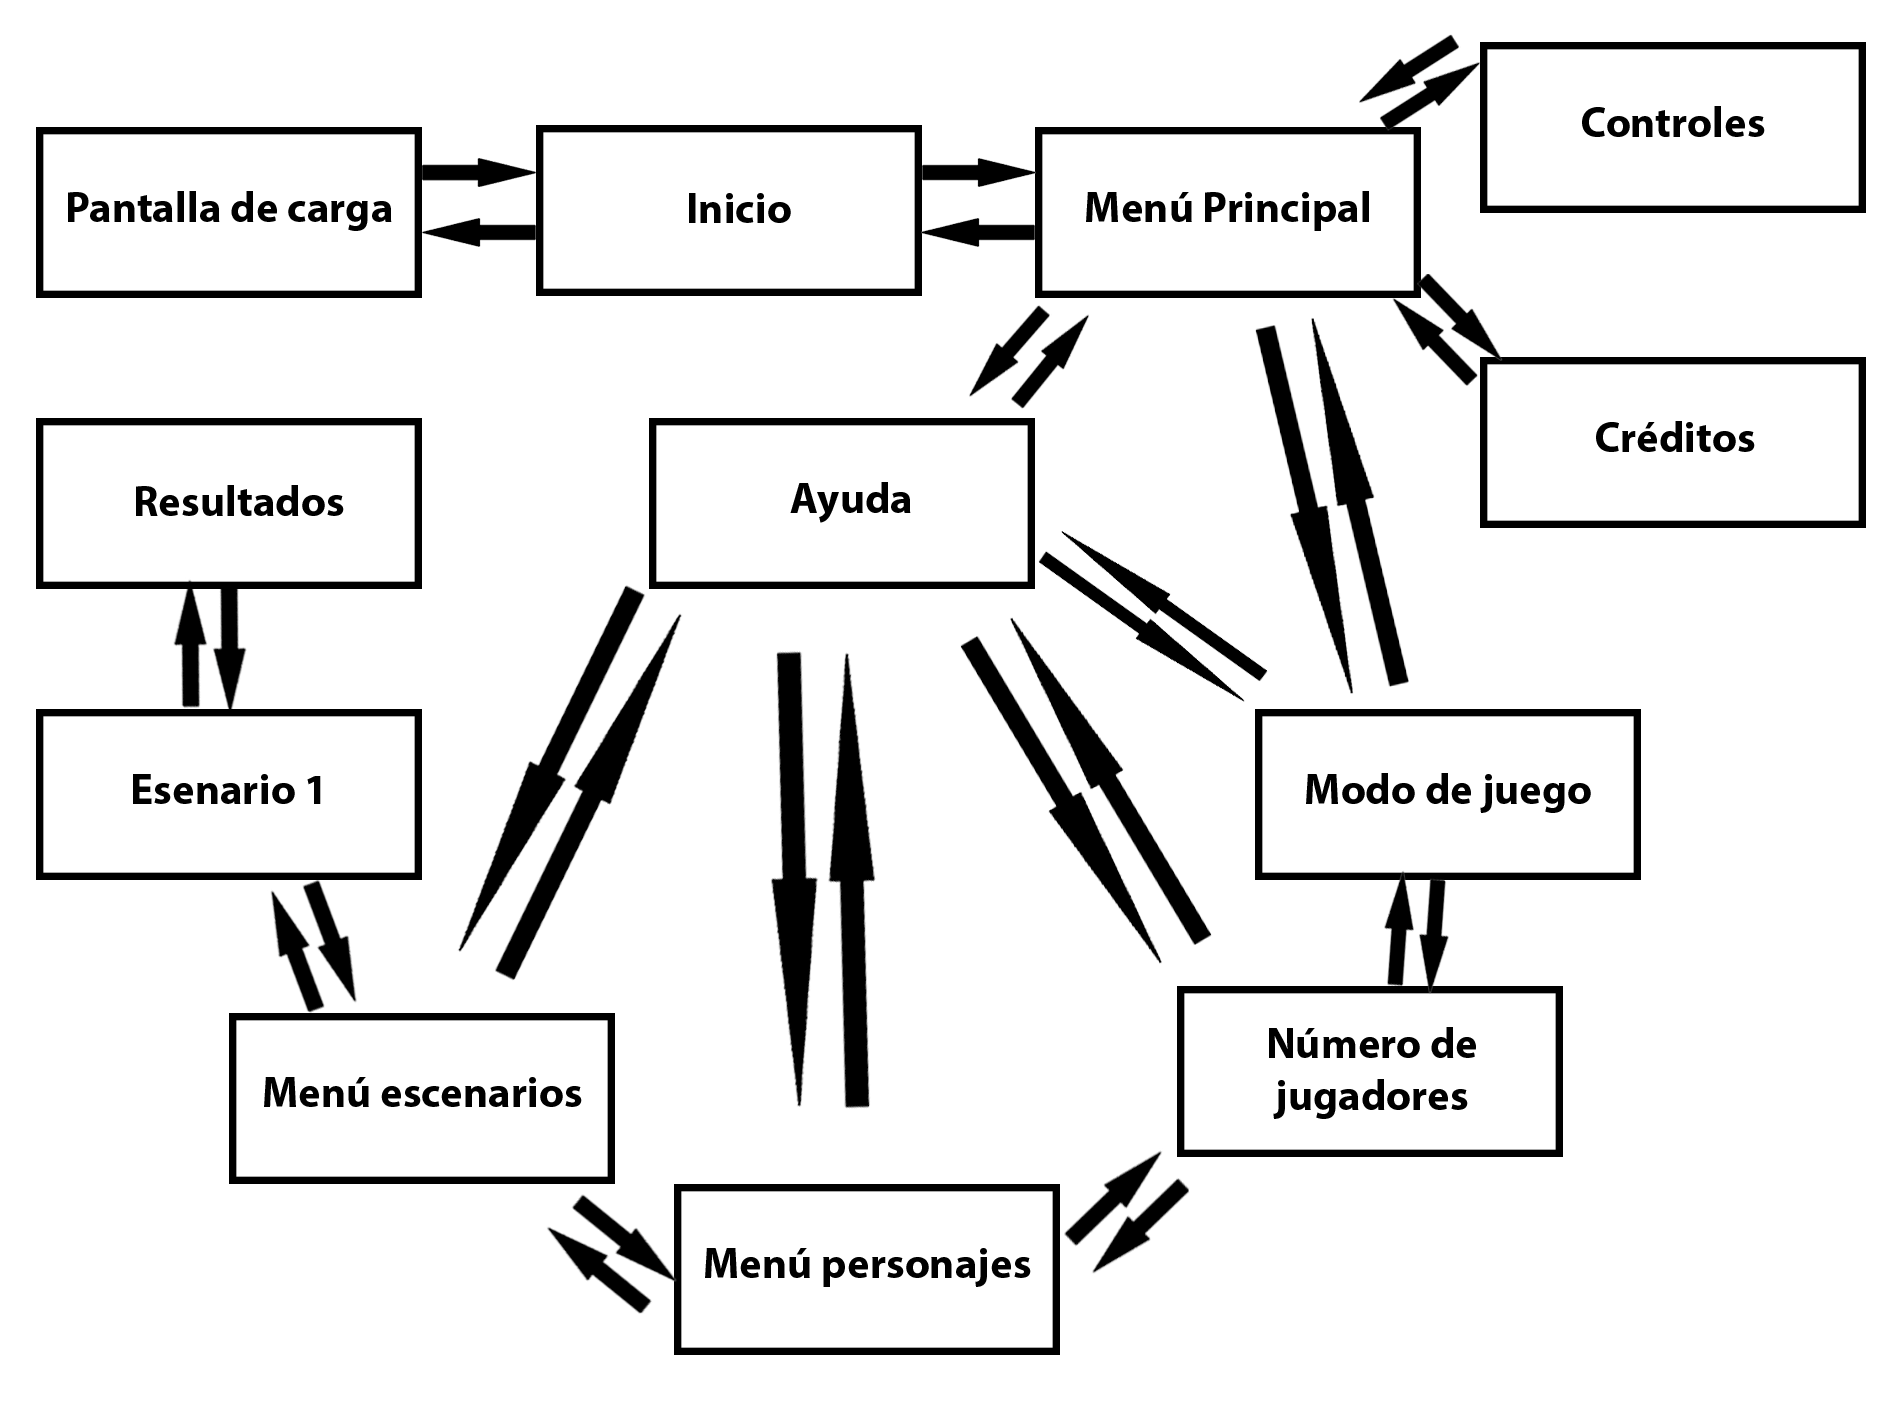 Controles
Pantalla de carga
Inicio
Menú Principal
Créditos
Resultados
Ayuda
Esenario 1
Modo de juego
Menú escenarios
Número de
jugadores
Menú personajes